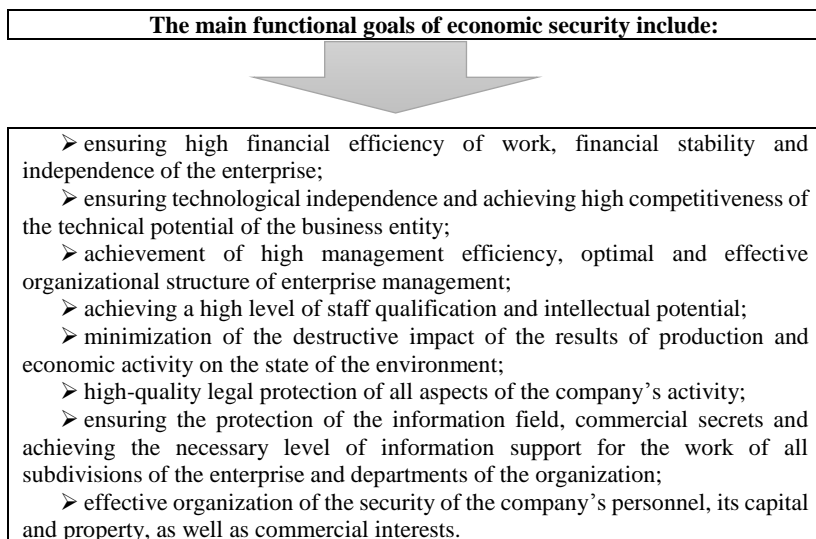 The main functional goals of economic security include:
➢ ensuring high financial efficiency of work, financial stability and
independence of the enterprise;
➢ ensuring technological independence and achieving high competitiveness of
the technical potential of the business entity;
➢ achievement of high management efficiency, optimal and effective
organizational structure of enterprise management;
➢ achieving a high level of staff qualification and intellectual potential;
➢ minimization of the destructive impact of the results of production and
economic activity on the state of the environment;
➢ high-quality legal protection of all aspects of the company’s activity;
➢ ensuring the protection of the information field, commercial secrets and
achieving the necessary level of information support for the work of all
subdivisions of the enterprise and departments of the organization;
➢ effective organization of the security of the company’s personnel, its capital
and property, as well as commercial interests.